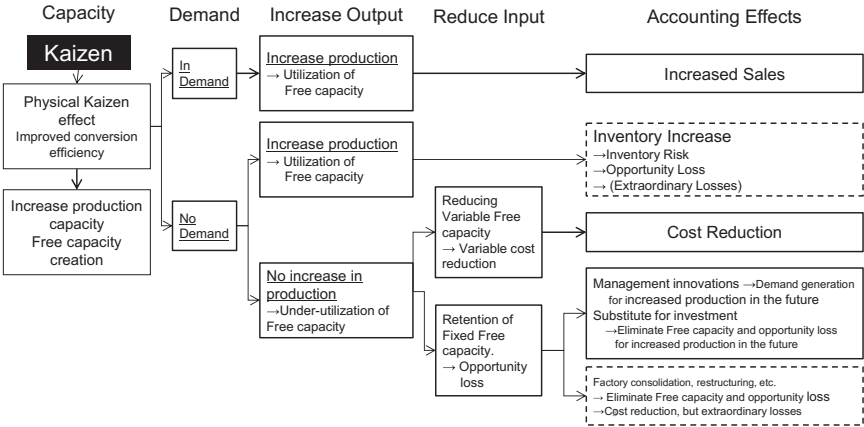 Capacity
Demand
Increase Output
Reduce Input
Accounting Effects
Kaizen
Physical Kaizen
effect
Improved conversion
efficiency
Increase production
capacity
Free capacity
creation
In
Demand
No
Demand
Increase production
→ Utilization of
Free capacity
Increase production
→ Utilization of
Free capacity
No increase in
production
→Under-utilization of
Free capacity
Reducing
Variable Free
capacity
→ Variable cost
reduction
Retention of
Fixed Free
capacity.
→ Opportunity
loss
Increased Sales
Inventory Increase
→Inventory Risk
→Opportunity Loss
→ (Extraordinary Losses)
Cost Reduction
Management innovations →Demand generation
for increased production in the future
Substitute for investment
→Eliminate Free capacity and opportunity loss
for increased production in the future
Factory consolidation, restructuring, etc.
→ Eliminate Free capacity and opportunity loss
→Cost reduction, but extraordinary losses